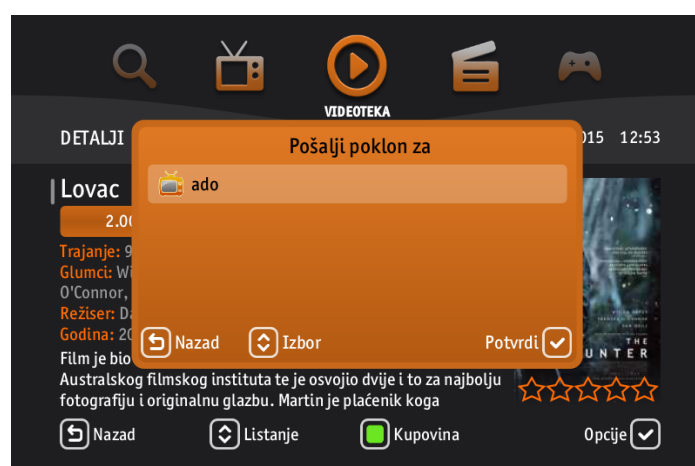 VIDEOTEKA
DETALJI
015 12:53
Pošalji poklon za
ado
Lovac
2.00
Trajanje: 9
Glumci: Wi
O'Connor,
Režiser: Da
Godina: 20
Nazad
Izbor
Potvrdi
Film je bio
Australskog filmskog instituta te je osvojio dvije i to za najbolju
fotografiju i originalnu glazbu. Martin je plaćenik koga
THE
HUNTER
Nazad
Listanje
Kupovina
Opcije